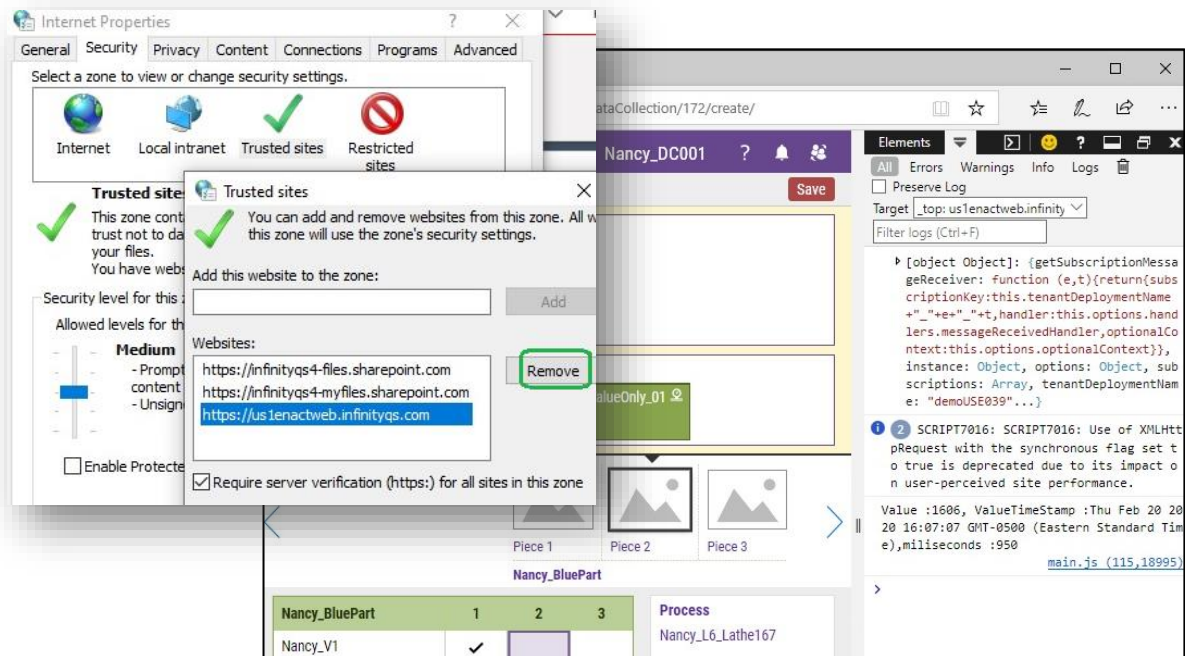 Internet Properties
?
General Security Privacy Content Connections Programs Advanced
Select a zone to view or change security settings.
Internet Local intranet Trusted sites Restricted
sites
Trusted sites
This zone cont
trust not to da
your files.
You have webs
Security level for this z
Allowed levels for th
Medium
- Prompt
content
- Unsign
Enable Protecte
Trusted sites
You can add and remove websites from this zone. All w
this zone will use the zone's security settings.
Add this website to the zone:
Add
Websites:
https://infinityqs4-files.sharepoint.com
https://infinityqs4-myfiles.sharepoint.com
https://us1enactweb.infinityqs.com
Remove
Require server verification (https:) for all sites in this zone
ataCollection/172/create/
Nancy_DC001 ?
Save
alueOnly_01
Piece 1 Piece 2 Piece 3
Nancy_BluePart
Nancy_BluePart 1 2 3
Nancy_V1
Process
Nancy_L6_Lathe167
Elements ?
All Errors Warnings Info Logs
Preserve Log
Target _top: us1enactweb.infinity
Filter logs (Ctrl+F)
[object Object]: {getSubscriptionMessa
geReceiver: function (e,t){return{subs
criptionKey:this.tenantDeploymentName
+"_"+e+"_"+t,handler:this.options.hand
lers.messageReceivedHandler,optionalCo
ntext:this.options.optionalContext}},
instance: Object, options: Object, sub
scriptions: Array, tenantDeploymentNam
e: "demoUSE039"...}
2 SCRIPT7016: SCRIPT7016: Use of XMLHtt
pRequest with the synchronous flag set t
o true is deprecated due to its impact o
n user-perceived site performance.
Value :1606, ValueTimeStamp :Thu Feb 20 20
20 16:07:07 GMT-0500 (Eastern Standard Tim
e),miliseconds :950
main.js (115,18995)